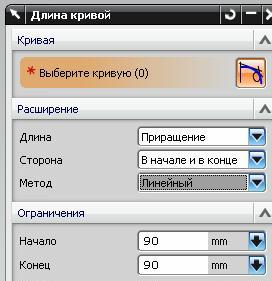 Длина кривой
Кривая
* Выберите кривую (0)
Расширение
Длина Приращение
Сторона В начале и в конце
Метод Линейный
Ограничения
Начало 90 mm
Конец 90 mm